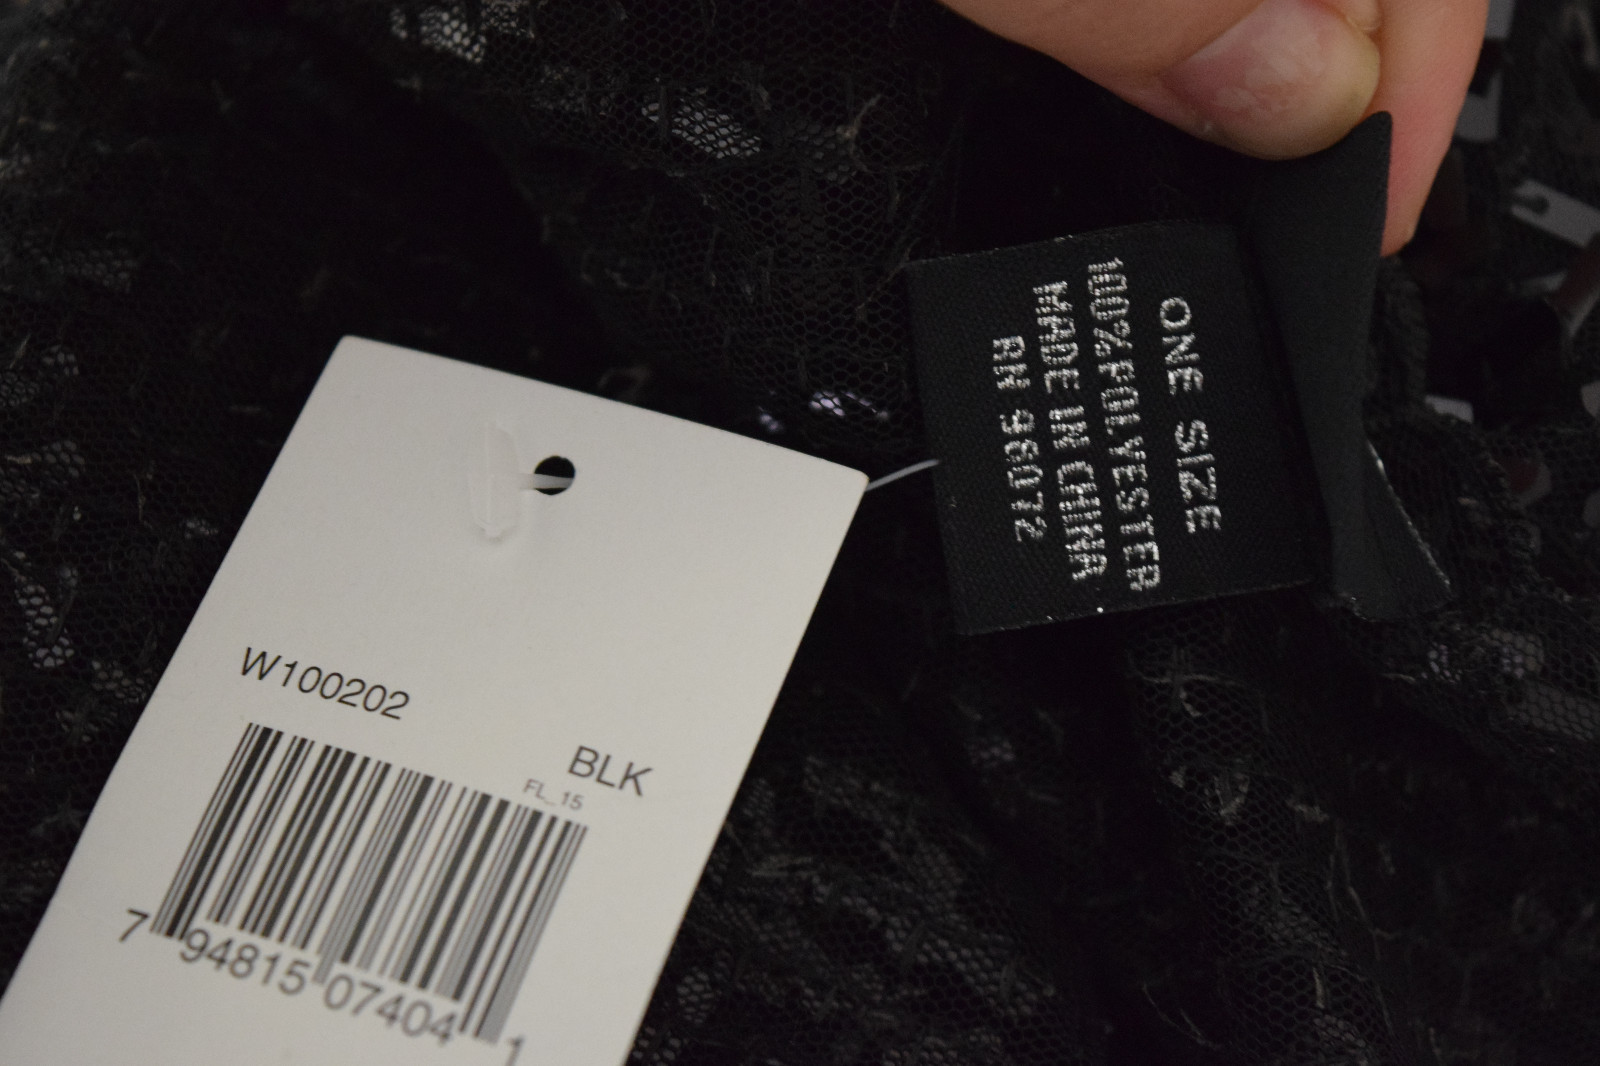 W100202
BLK
FL_15
7 94815 07404 1
ONE SIZE
100% POLYESTER
MADE IN CHINA
RN 96072